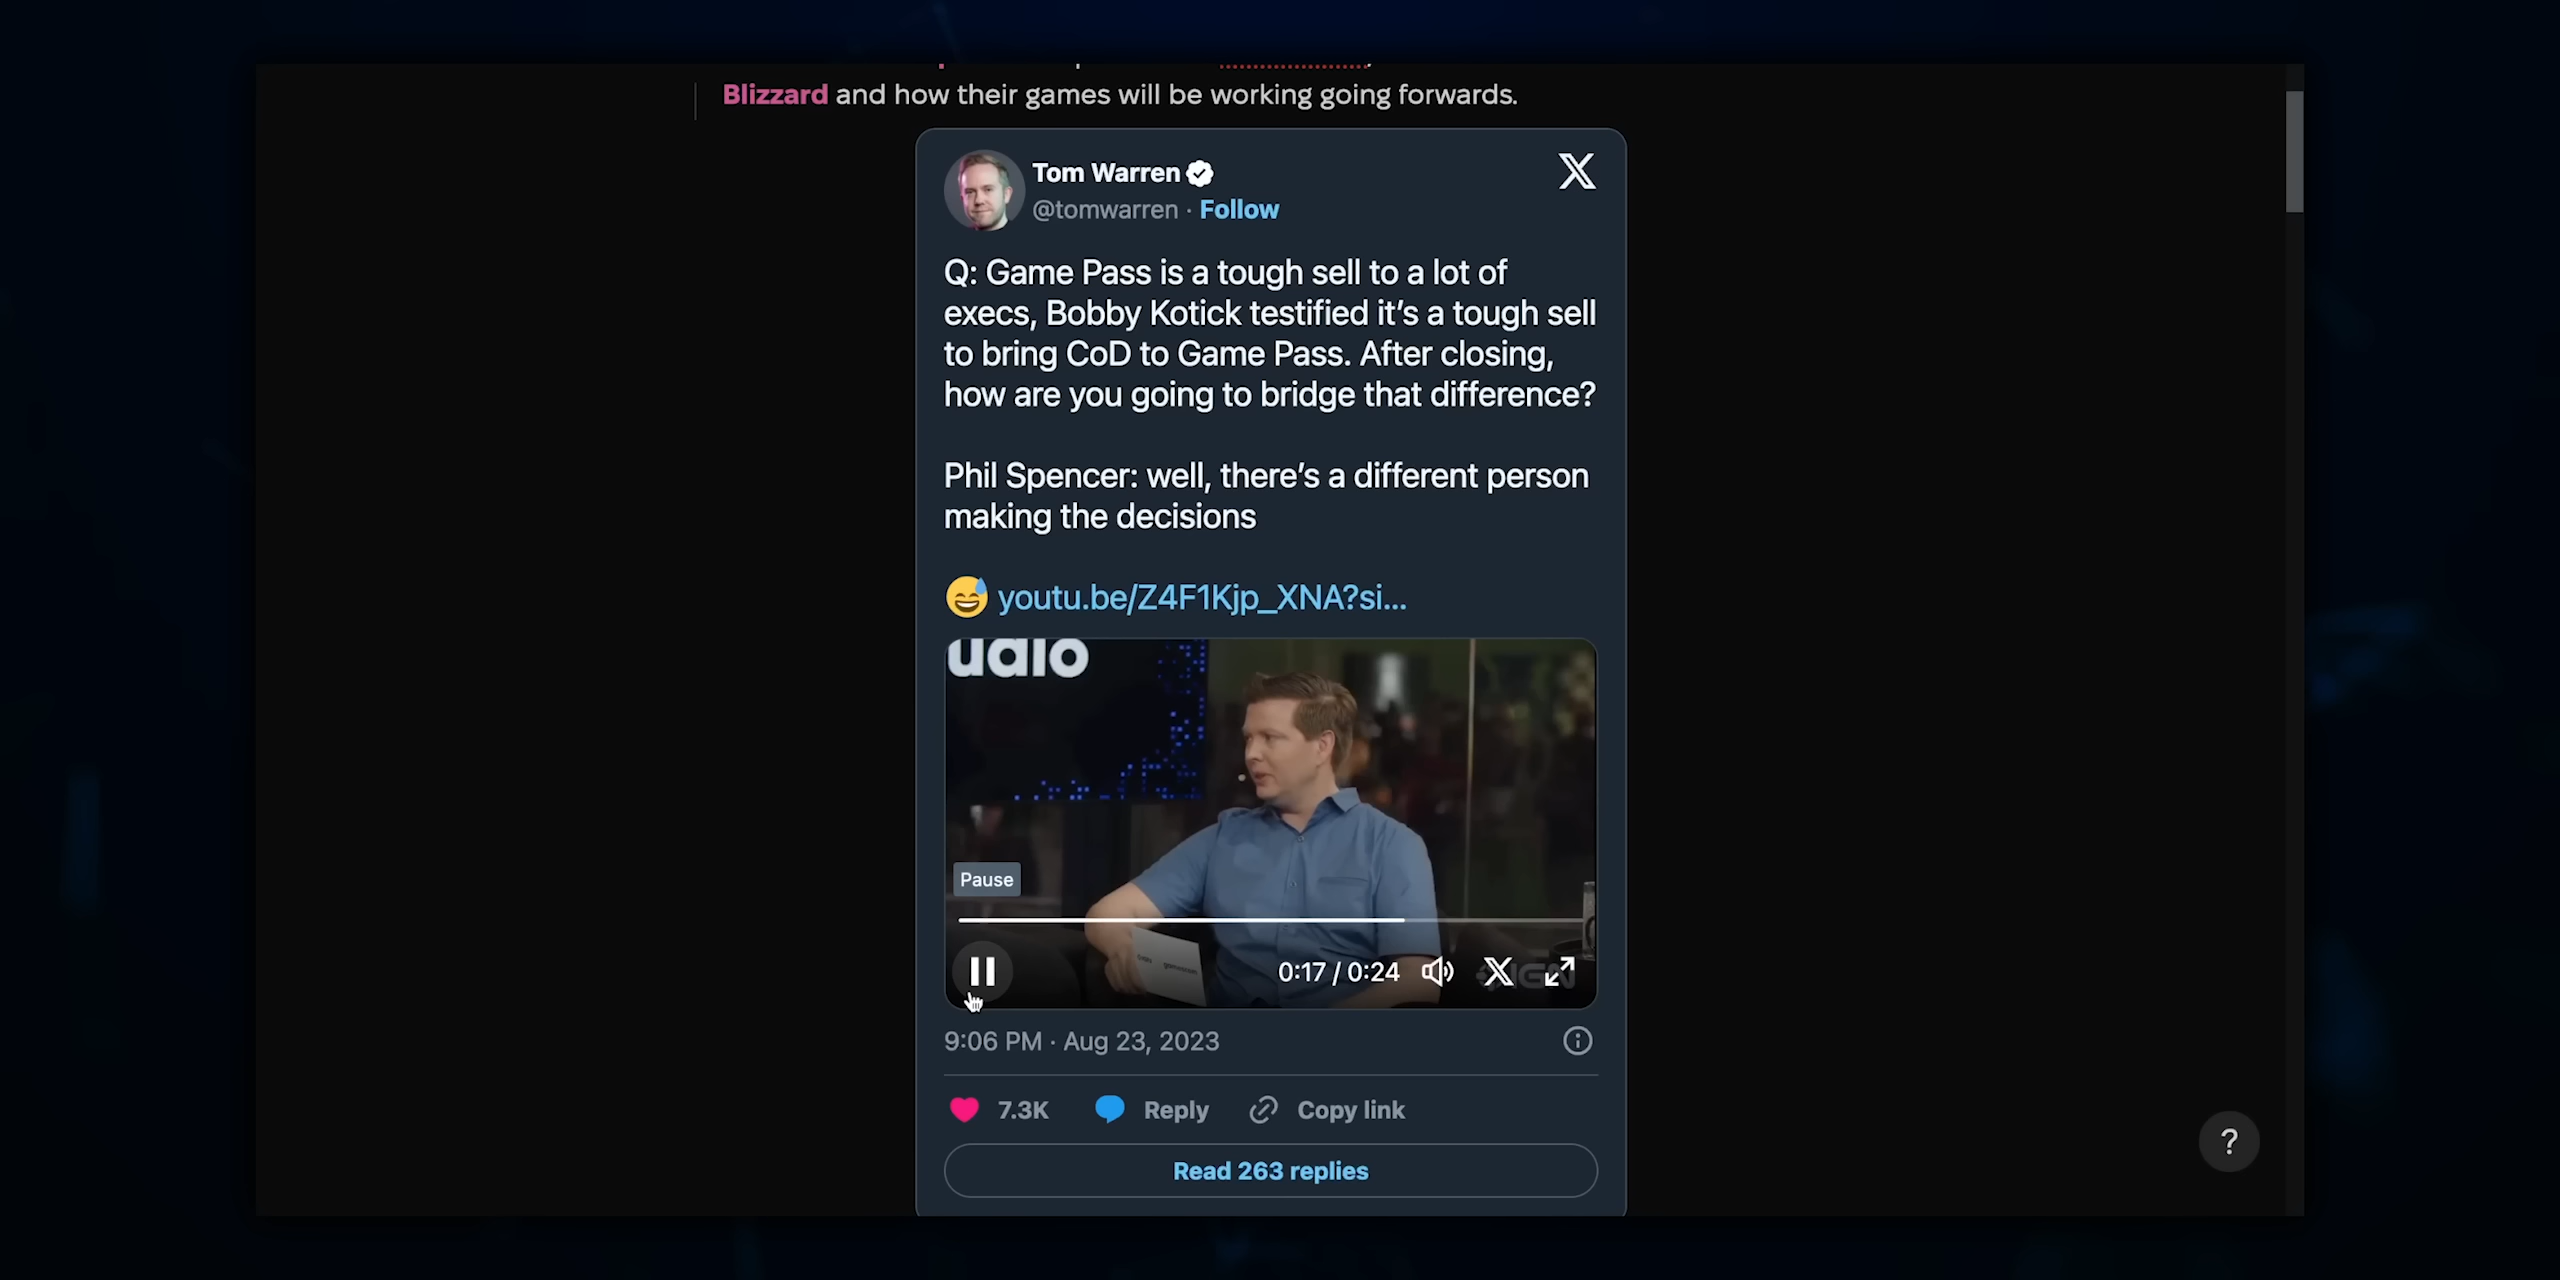 Blizzard and how their games will be working going forwards.
Tom Warren
@tomwarren · Follow
Q: Game Pass is a tough sell to a lot of
execs, Bobby Kotick testified it's a tough sell
to bring CoD to Game Pass. After closing,
how are you going to bridge that difference?
Phil Spencer: well, there's a different person
making the decisions
😅 youtu.be/Z4F1Kjp_XNA?si...
Pause
0:17 / 0:24
IGN
9:06 PM · Aug 23, 2023
7.3K Reply Copy link
?
Read 263 replies